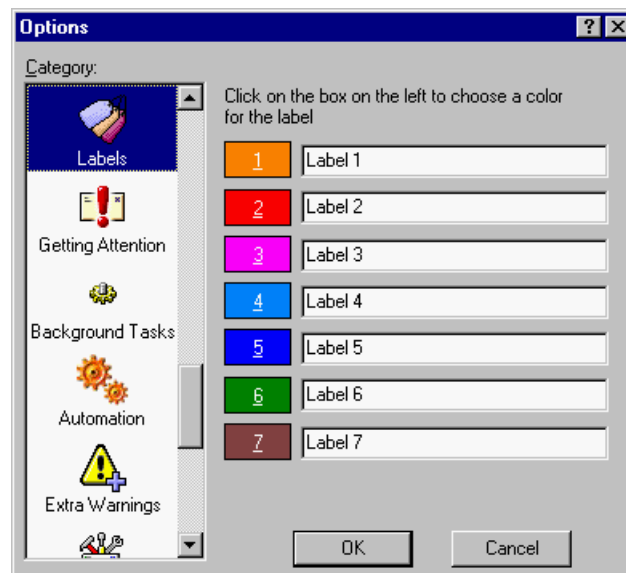 Options
Category:
Labels
Getting Attention
Background Tasks
Automation
Extra Warnings
Click on the box on the left to choose a color
for the label
1 Label 1
2 Label 2
3 Label 3
4 Label 4
5 Label 5
6 Label 6
7 Label 7
OK Cancel